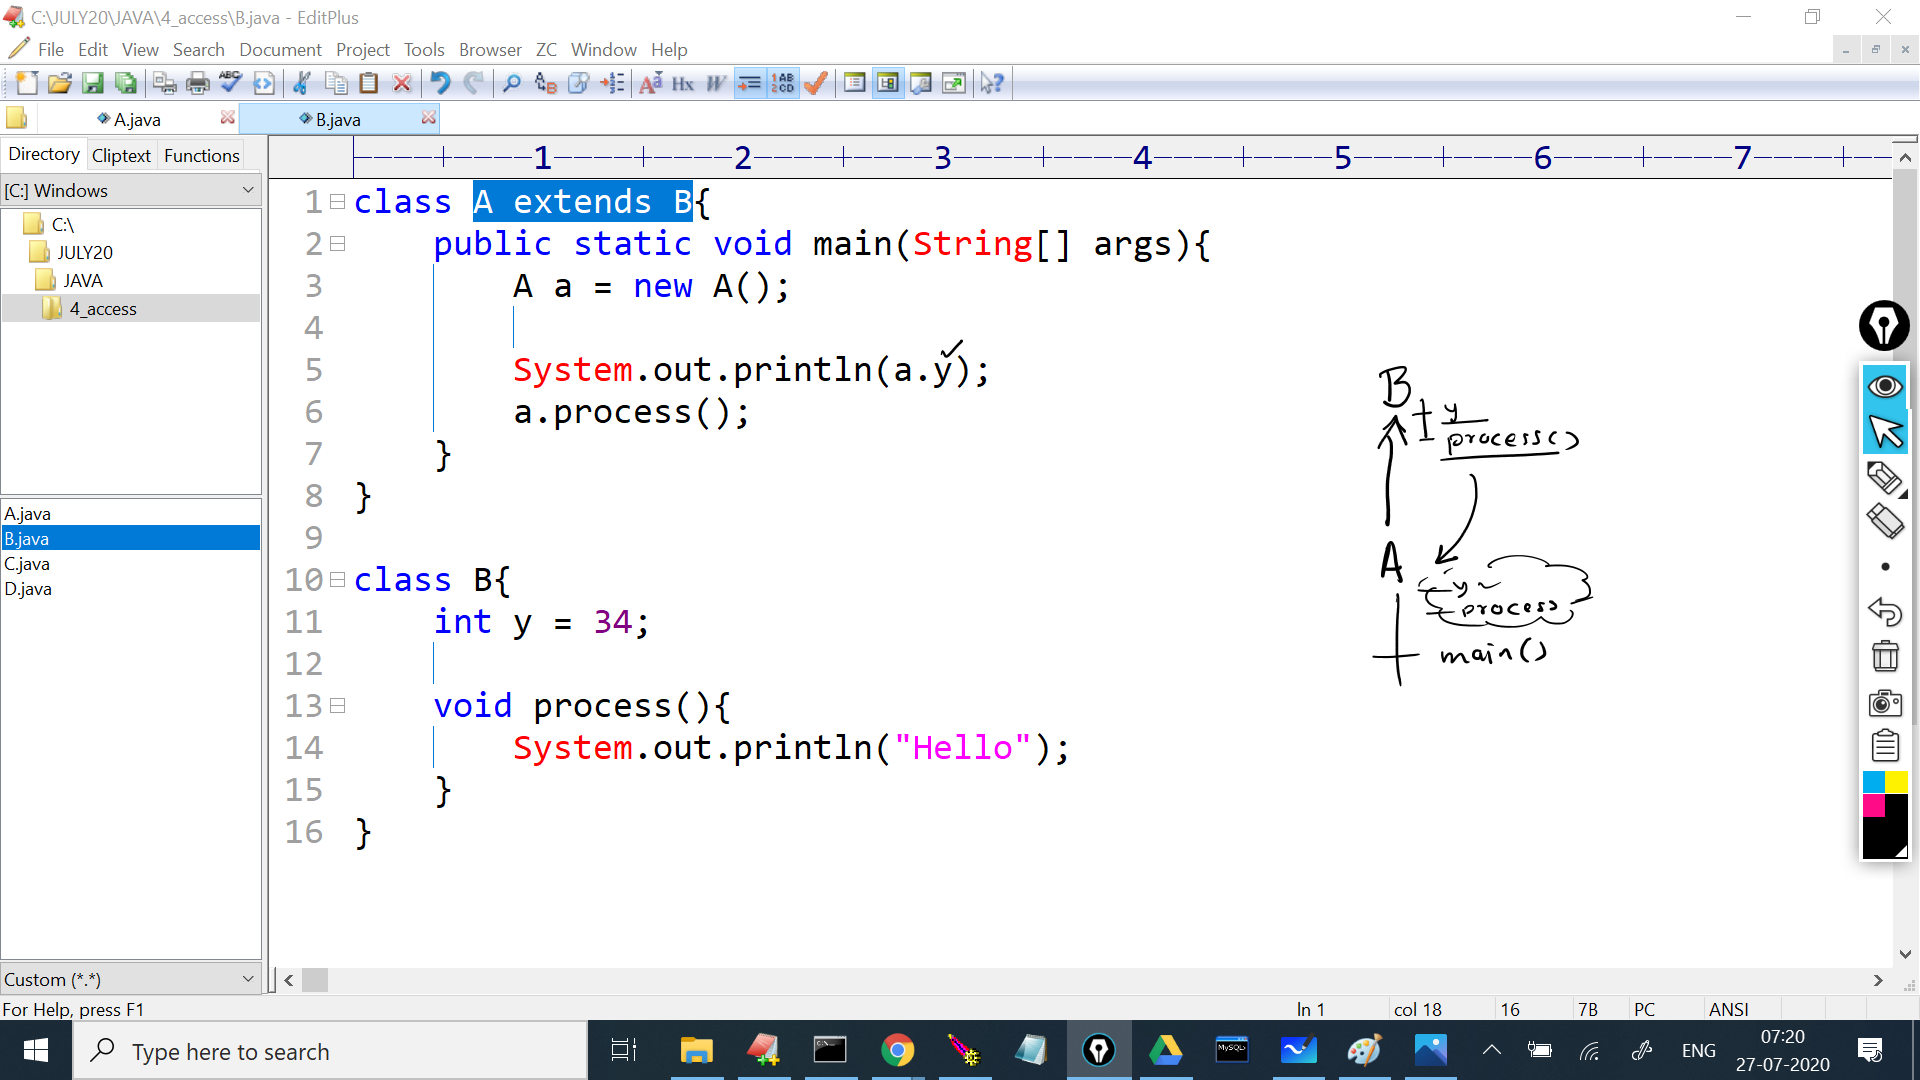 C:\JULY20\JAVA\4_access\B.java - EditPlus
File Edit View Search Document Project Tools Browser ZC Window Help
A.java B.java
Directory Cliptext Functions
1 2 3 4 5 6 7
[C:] Windows
C:\
JULY20
JAVA
4_access
A.java
B.java
C.java
D.java
Custom (*.*)
1 class A extends B{
2 public static void main(String[] args){
3 A a = new A();
4
5 System.out.println(a.y);
6 a.process();
7 }
8 }
9
10 class B{
11 int y = 34;
12
13 void process(){
14 System.out.println("Hello");
15 }
16 }
B
y
process()
A
y
process
main()
For Help, press F1
ln 1 col 18 16 7B PC ANSI
Type here to search
MySQL
ENG
07:20
27-07-2020